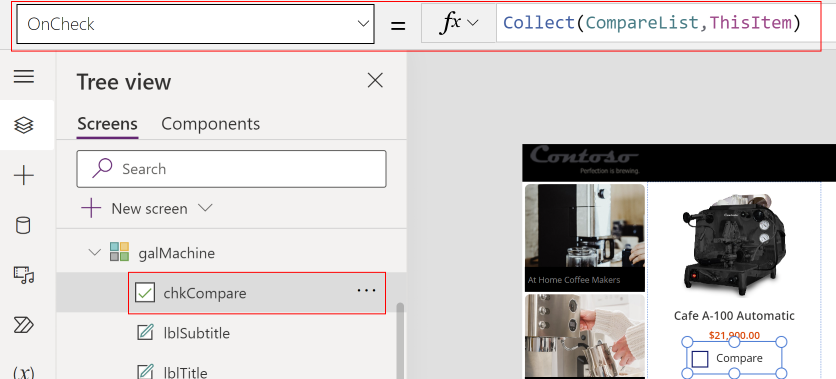 OnCheck
=
fx
Collect(CompareList,ThisItem)
Tree view
Screens
Components
Search
New screen
galMachine
chkCompare
lblSubtitle
lblTitle
(x)
Contoso
Perfection is brewing.
At Home Coffee Makers
Cafe A-100 Automatic
$21,900.00
Compare